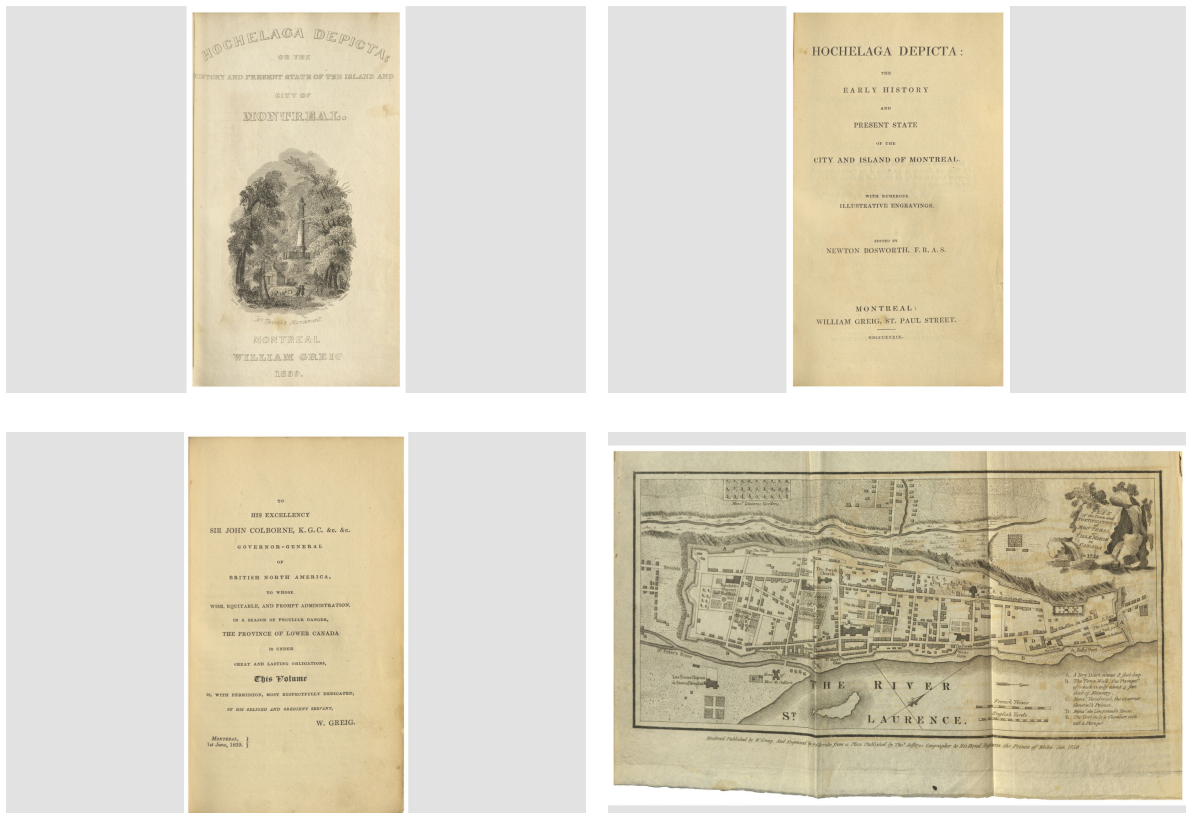 HOCHELAGA DEPICTA;
OR THE
HISTORY AND PRESENT STATE OF THE ISLAND AND
CITY OF
MONTREAL.
MONTREAL
WILLIAM GREIG
1839.
HOCHELAGA DEPICTA:
THE
EARLY HISTORY
AND
PRESENT STATE
OF THE
CITY AND ISLAND OF MONTREAL.
WITH NUMEROUS
ILLUSTRATIVE ENGRAVINGS.
EDITED BY
NEWTON BOSWORTH, F. R. A. S.
MONTREAL:
WILLIAM GREIG, ST. PAUL STREET.
TO
HIS EXCELLENCY
SIR JOHN COLBORNE, K. G. C. &c. &c.
GOVERNOR-GENERAL
OF
BRITISH NORTH AMERICA,
TO WHOSE
WISE, EQUITABLE, AND PROMPT ADMINISTRATION,
IN A SEASON OF PECULIAR DANGER,
THE PROVINCE OF LOWER CANADA
IS UNDER
GREAT AND LASTING OBLIGATIONS,
This Volume
IS, WITH PERMISSION, MOST RESPECTFULLY DEDICATED,
BY HIS OBLIGED AND OBEDIENT SERVANT,
W. GREIG.
MONTREAL,
1st June, 1839.
THE RIVER
ST. LAURENCE.
French Toises
English Yards